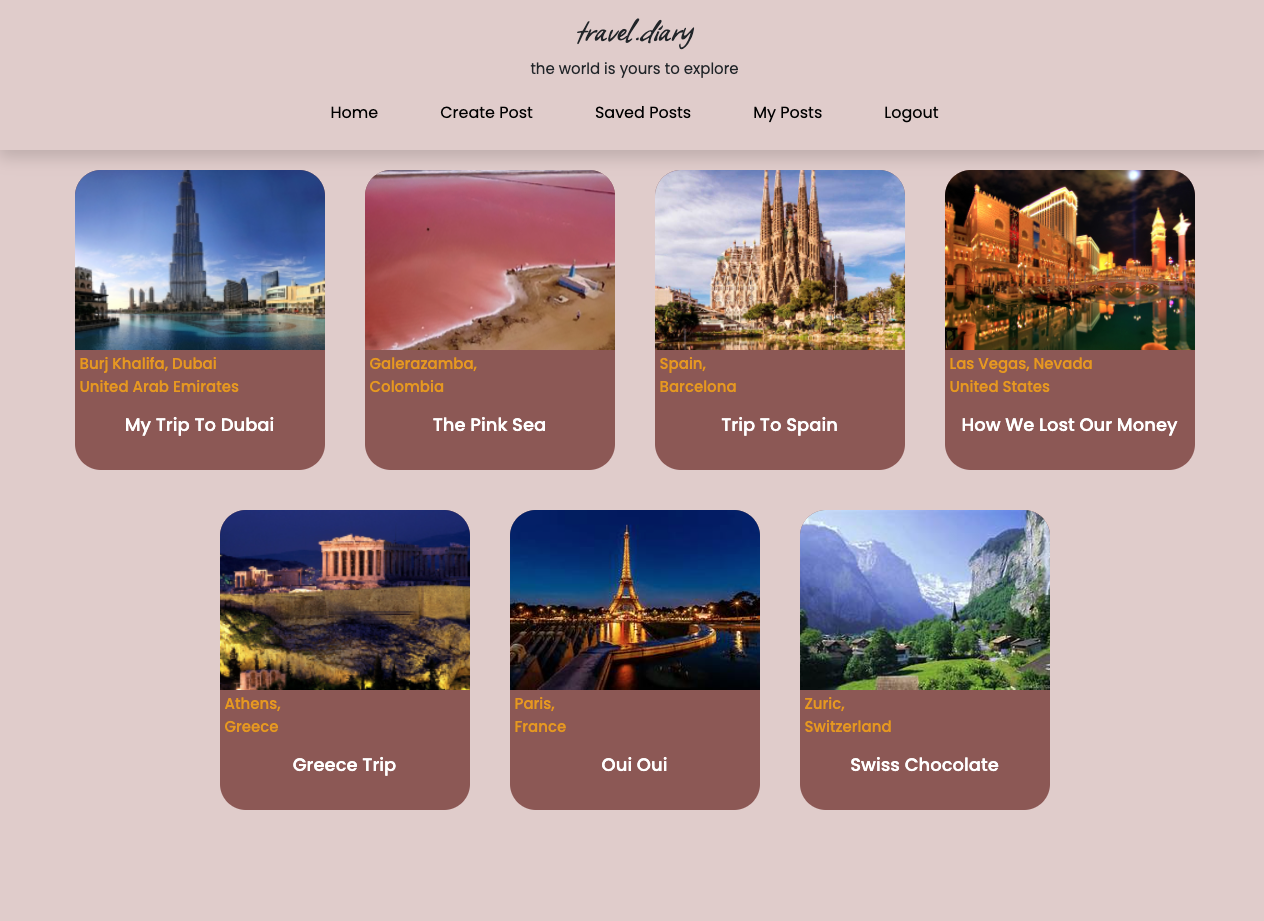 travel.diary
the world is yours to explore
Home Create Post Saved Posts My Posts Logout
Burj Khalifa, Dubai
United Arab Emirates
My Trip To Dubai
Galerazamba,
Colombia
The Pink Sea
Spain,
Barcelona
Trip To Spain
Las Vegas, Nevada
United States
How We Lost Our Money
Athens,
Greece
Greece Trip
Paris,
France
Oui Oui
Zuric,
Switzerland
Swiss Chocolate